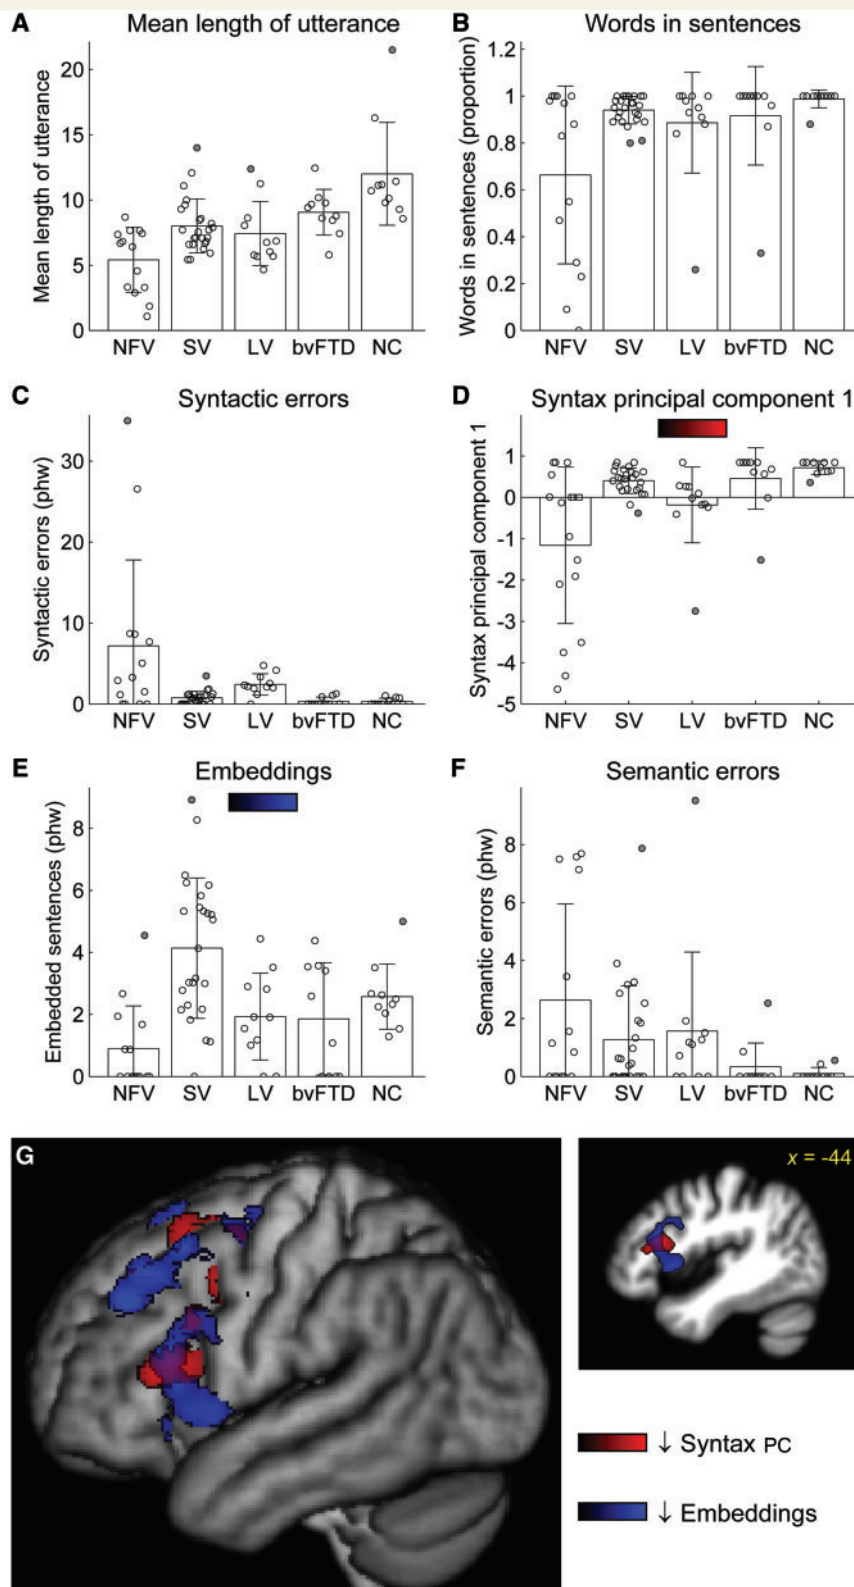 A Mean length of utterance
Mean length of utterance
20
15
10
5
0
NFV SV LV bvFTD NC
B Words in sentences
Words in sentences (proportion)
1.2
1
0.8
0.6
0.4
0.2
0
NFV SV LV bvFTD NC
C Syntactic errors
Syntactic errors (phw)
30
20
10
0
NFV SV LV bvFTD NC
D Syntax principal component 1
Syntax principal component 1
1
0
-1
-2
-3
-4
-5
NFV SV LV bvFTD NC
E Embeddings
Embedded sentences (phw)
8
6
4
2
0
NFV SV LV bvFTD NC
F Semantic errors
Semantic errors (phw)
8
6
4
2
0
NFV SV LV bvFTD NC
G
x = -44
↓ Syntax PC
↓ Embeddings